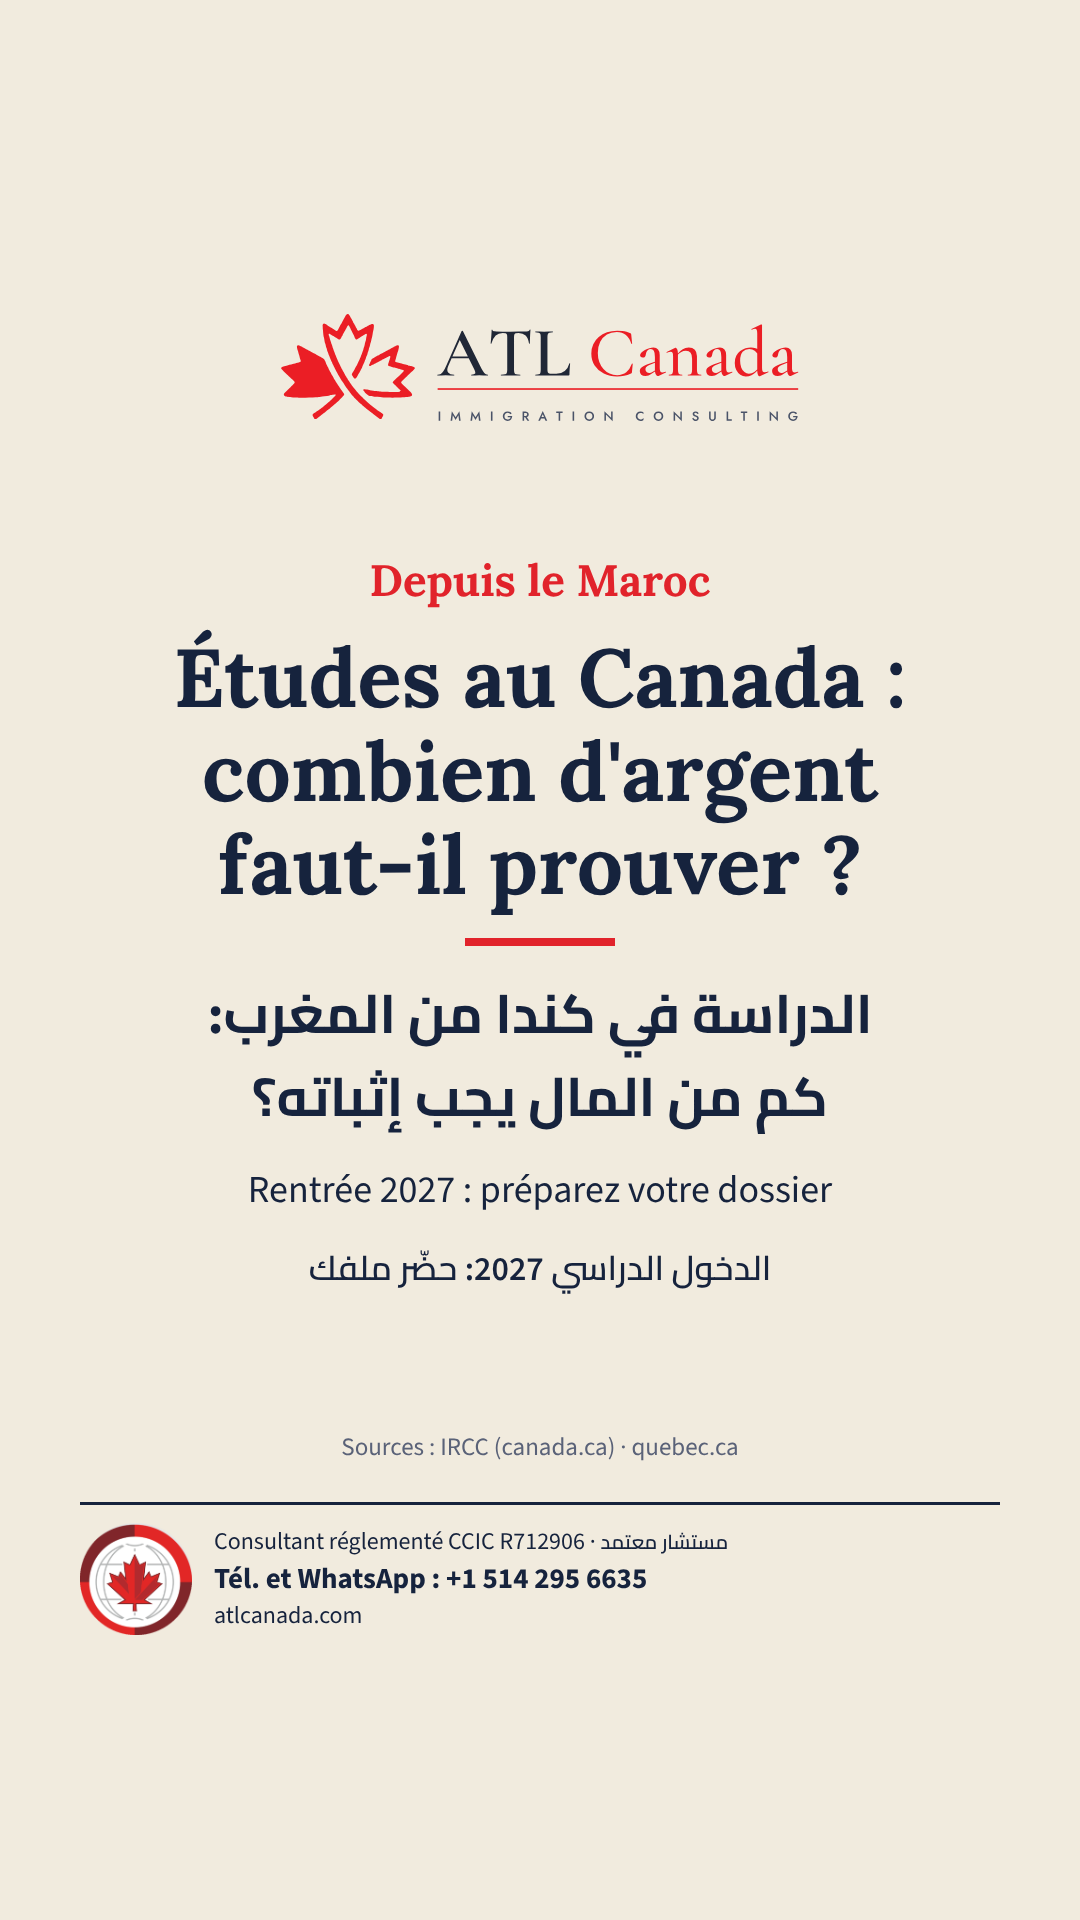 ATL Canada
IMMIGRATION CONSULTING
Depuis le Maroc
Études au Canada :
combien d'argent
faut-il prouver ?
الدراسة في كندا من المغرب:
كم من المال يجب إثباته؟
Rentrée 2027 : préparez votre dossier
الدخول الدراسي 2027: حضّر ملفك
Sources : IRCC (canada.ca) · quebec.ca
Consultant réglementé CCIC R712906 · مستشار معتمد
Tél. et WhatsApp : +1 514 295 6635
atlcanada.com